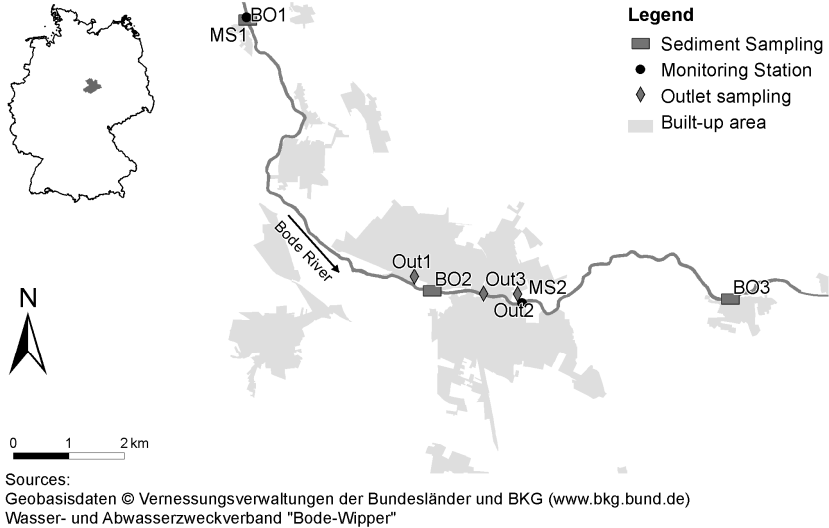 BO1
MS1
Legend
Sediment Sampling
Monitoring Station
Outlet sampling
Built-up area
Bode River
Out1
BO2
Out3
MS2
Out2
BO3
N
0 1 2 km
Sources:
Geobasisdaten © Vernessungsverwaltungen der Bundesländer und BKG (www.bkg.bund.de)
Wasser- und Abwasserzweckverband "Bode-Wipper"